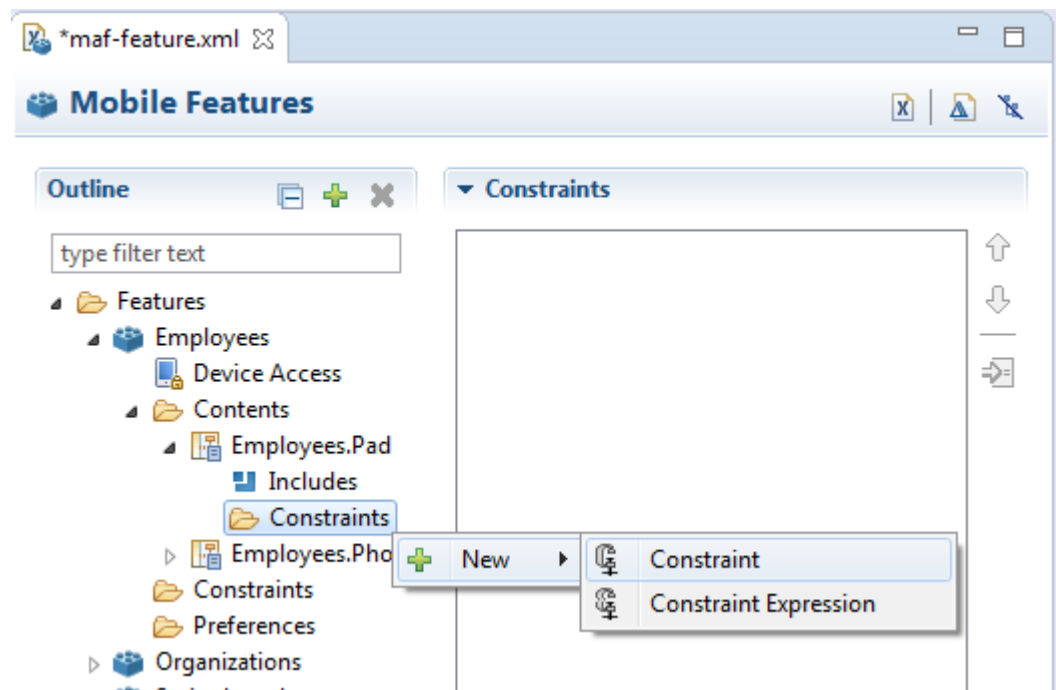 *maf-feature.xml
Mobile Features
Outline
Constraints
type filter text
Features
Employees
Device Access
Contents
Employees.Pad
Includes
Constraints
Employees.Pho
New
Constraint
Constraint Expression
Constraints
Preferences
Organizations